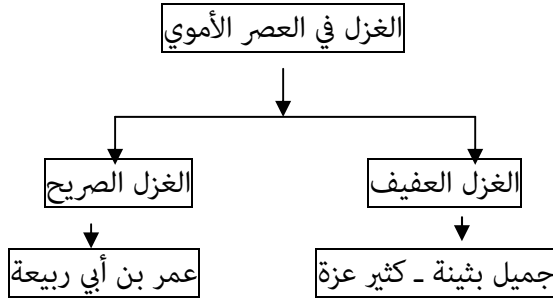 الغزل في العصر الأموي
الغزل العفيف
الغزل الصريح
جميل بثينة ـ كثير عزة
عمر بن أبي ربيعة